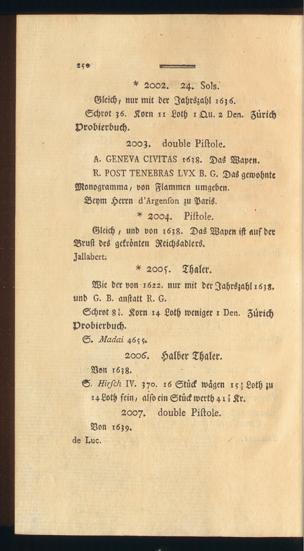 250
* 2002. 24. Sols.
Gleich, nur mit der Jahrszahl 1636.
Schrot 36. Korn 11 Loth 1 Qu. 2 Den. Zürich
Probierbuch.
2003. double Pistole.
A. GENEVA CIVITAS 1638. Das Wapen.
R. POST TENEBRAS LVX B. G. Das gewohnte
Monogramma, von Flammen umgeben.
Beym Herrn d'Argenson zu Paris.
* 2004. Pistole.
Gleich, und von 1638. Das Wapen ist auf der
Brust des gekrönten Reichsadlers.
Jallabert.
* 2005. Thaler.
Wie der von 1622. nur mit der Jahrszahl 1638.
und G. B. anstatt R. G.
Schrot 8¼. Korn 14 Loth weniger 1 Den. Zürich
Probierbuch.
S. Madai 4655.
2006. Halber Thaler.
Von 1638.
S. Hirsch IV. 370. 16 Stück wägen 15½ Loth zu
14 Loth fein, also ein Stück werth 41½ Kr.
2007. double Pistole.
Von 1639.
de Luc.